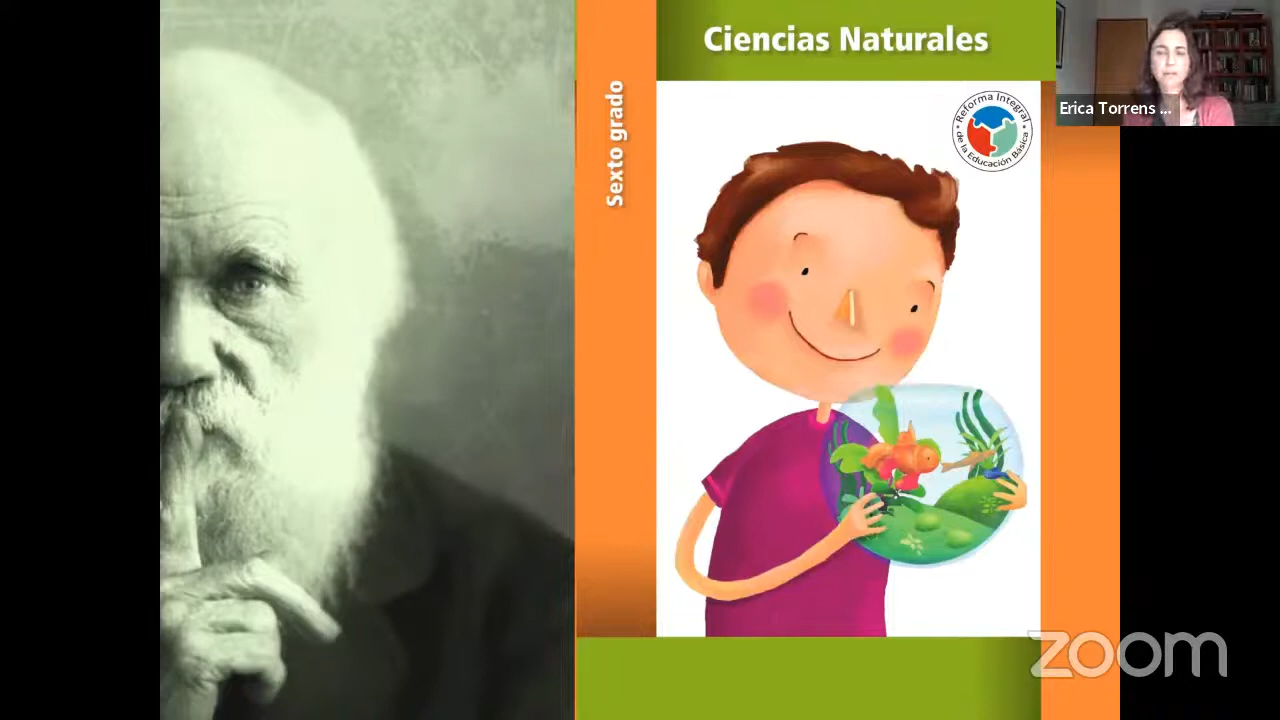 Ciencias Naturales
Sexto grado
• Reforma Integral •
de la Educación Básica
Erica Torrens ...
zoom